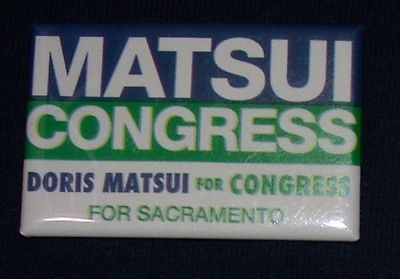 MATSUI
CONGRESS
DORIS MATSUI FOR CONGRESS
FOR SACRAMENTO